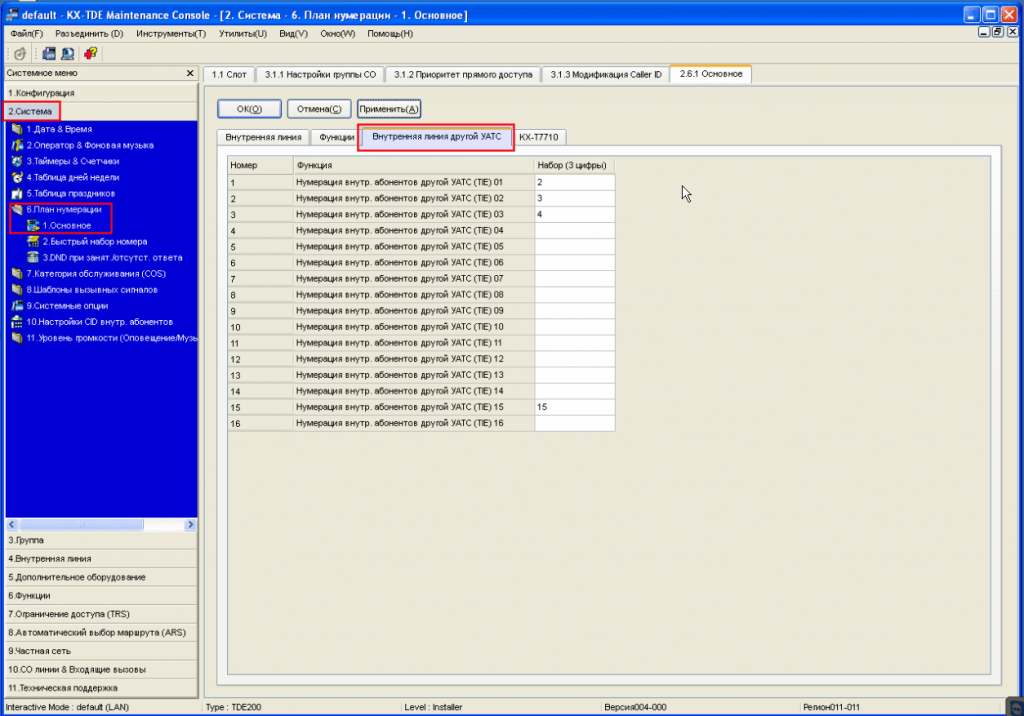 default - KX-TDE Maintenance Console - [2. Система - 6. План нумерации - 1. Основное]
Файл(F) Разъединить (D) Инструменты(T) Утилиты(U) Вид(V) Окно(W) Помощь(H)
Системное меню
1.Конфигурация
2.Система
1.Дата & Время
2.Оператор & Фоновая музыка
3.Таймеры & Счетчики
4.Таблица дней недели
5.Таблица праздников
6.План нумерации
1.Основное
2.Быстрый набор номера
3.DND при занят./отсутст. ответа
7.Категория обслуживания (COS)
8.Шаблоны вызывных сигналов
9.Системные опции
10.Настройки CID внутр. абонентов
11.Уровень громкости (Оповещение/Музы
3.Группа
4.Внутренняя линия
5.Дополнительное оборудование
6.Функции
7.Ограничение доступа (TRS)
8.Автоматический выбор маршрута (ARS)
9.Частная сеть
10.CO линии & Входящие вызовы
11.Техническая поддержка
1.1 Слот 3.1.1 Настройки группы CO 3.1.2 Приоритет прямого доступа 3.1.3 Модификация Caller ID 2.6.1 Основное
OK(O) Отмена(C) Применить(A)
Внутренняя линия Функции Внутренняя линия другой УАТС KX-T7710
Номер Функция Набор (3 цифры)
1 Нумерация внутр. абонентов другой УАТС (TIE) 01 2
2 Нумерация внутр. абонентов другой УАТС (TIE) 02 3
3 Нумерация внутр. абонентов другой УАТС (TIE) 03 4
4 Нумерация внутр. абонентов другой УАТС (TIE) 04
5 Нумерация внутр. абонентов другой УАТС (TIE) 05
6 Нумерация внутр. абонентов другой УАТС (TIE) 06
7 Нумерация внутр. абонентов другой УАТС (TIE) 07
8 Нумерация внутр. абонентов другой УАТС (TIE) 08
9 Нумерация внутр. абонентов другой УАТС (TIE) 09
10 Нумерация внутр. абонентов другой УАТС (TIE) 10
11 Нумерация внутр. абонентов другой УАТС (TIE) 11
12 Нумерация внутр. абонентов другой УАТС (TIE) 12
13 Нумерация внутр. абонентов другой УАТС (TIE) 13
14 Нумерация внутр. абонентов другой УАТС (TIE) 14
15 Нумерация внутр. абонентов другой УАТС (TIE) 15 15
16 Нумерация внутр. абонентов другой УАТС (TIE) 16
Interactive Mode : default (LAN) Type : TDE200 Level : Installer Версия004-000 Регион011-011